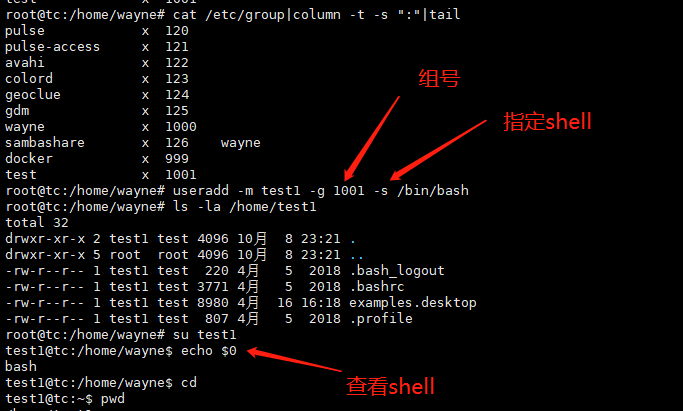 test             x  1001
root@tc:/home/wayne# cat /etc/group|column -t -s ":"|tail
pulse            x  120
pulse-access     x  121
avahi            x  122
colord           x  123
geoclue          x  124
gdm              x  125
wayne            x  1000
sambashare       x  126    wayne
docker           x  999
test             x  1001
组号
指定shell
root@tc:/home/wayne# useradd -m test1 -g 1001 -s /bin/bash
root@tc:/home/wayne# ls -la /home/test1
total 32
drwxr-xr-x 2 test1 test 4096 10月  8 23:21 .
drwxr-xr-x 5 root  root 4096 10月  8 23:21 ..
-rw-r--r-- 1 test1 test  220 4月   5  2018 .bash_logout
-rw-r--r-- 1 test1 test 3771 4月   5  2018 .bashrc
-rw-r--r-- 1 test1 test 8980 4月  16 16:18 examples.desktop
-rw-r--r-- 1 test1 test  807 4月   5  2018 .profile
root@tc:/home/wayne# su test1
test1@tc:/home/wayne$ echo $0
bash
查看shell
test1@tc:/home/wayne$ cd
test1@tc:~$ pwd